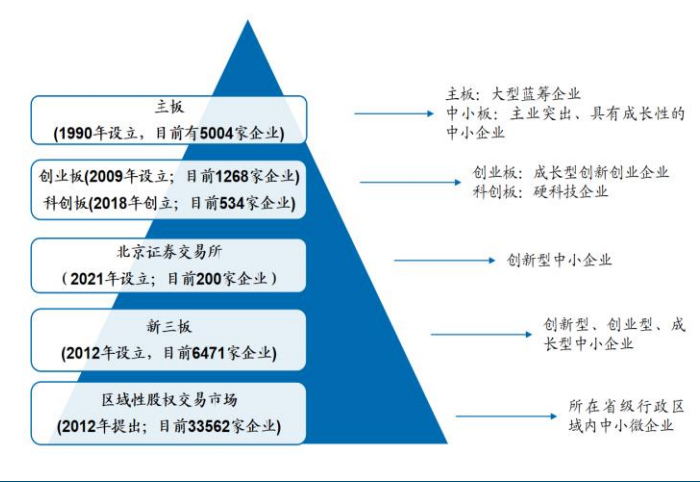 主板
(1990年设立，目前有5004家企业)
主板：大型蓝筹企业
中小板：主业突出、具有成长性的
中小企业
创业板(2009年设立；目前1268家企业)
科创板(2018年创立；目前534家企业)
创业板：成长型创新创业企业
科创板：硬科技企业
北京证券交易所
（2021年设立；目前200家企业）
创新型中小企业
新三板
(2012年设立，目前6471家企业)
创新型、创业型、成
长型中小企业
区域性股权交易市场
(2012年提出；目前33562家企业)
所在省级行政区
域内中小微企业